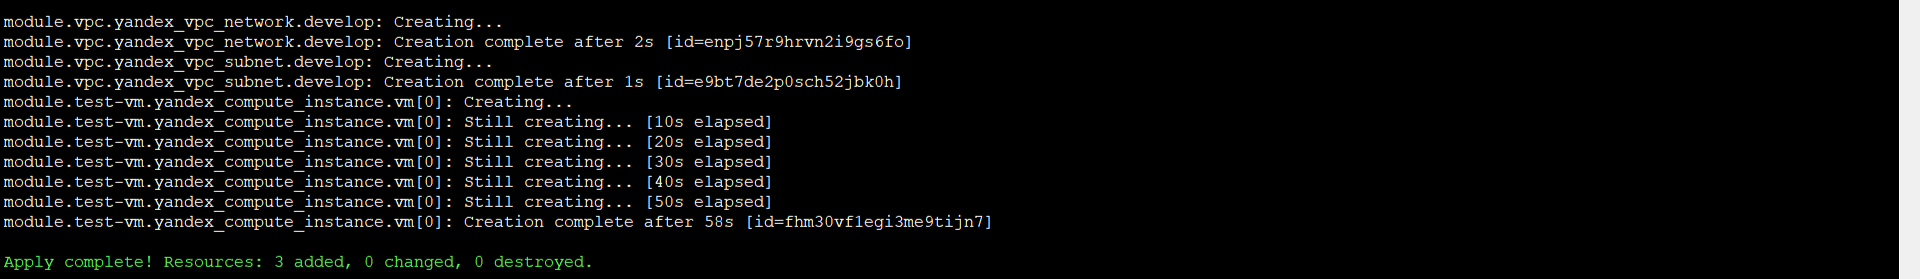 module.vpc.yandex_vpc_network.develop: Creating...
module.vpc.yandex_vpc_network.develop: Creation complete after 2s [id=enpj57r9hrvn2i9gs6fo]
module.vpc.yandex_vpc_subnet.develop: Creating...
module.vpc.yandex_vpc_subnet.develop: Creation complete after 1s [id=e9bt7de2p0sch52jbk0h]
module.test-vm.yandex_compute_instance.vm[0]: Creating...
module.test-vm.yandex_compute_instance.vm[0]: Still creating... [10s elapsed]
module.test-vm.yandex_compute_instance.vm[0]: Still creating... [20s elapsed]
module.test-vm.yandex_compute_instance.vm[0]: Still creating... [30s elapsed]
module.test-vm.yandex_compute_instance.vm[0]: Still creating... [40s elapsed]
module.test-vm.yandex_compute_instance.vm[0]: Still creating... [50s elapsed]
module.test-vm.yandex_compute_instance.vm[0]: Creation complete after 58s [id=fhm30vf1egi3me9tijn7]
Apply complete! Resources: 3 added, 0 changed, 0 destroyed.